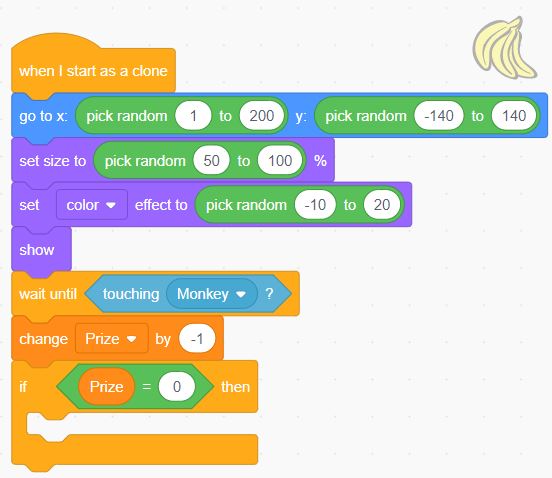 when I start as a clone
go to x: pick random 1 to 200 y: pick random -140 to 140
set size to pick random 50 to 100 %
set color effect to pick random -10 to 20
show
wait until touching Monkey ?
change Prize by -1
if Prize = 0 then